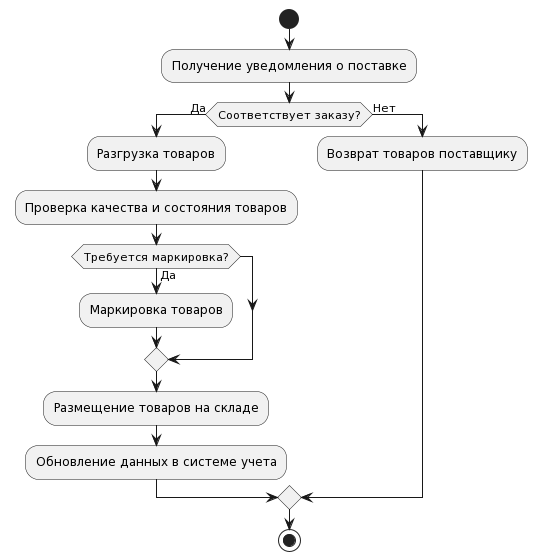 Получение уведомления о поставке
Да
Соответствует заказу?
Нет
Разгрузка товаров
Возврат товаров поставщику
Проверка качества и состояния товаров
Требуется маркировка?
Да
Маркировка товаров
Размещение товаров на складе
Обновление данных в системе учета